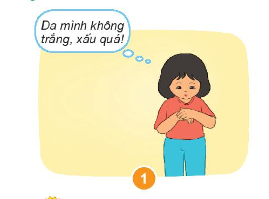 Da mình không
trắng, xấu quá!
1